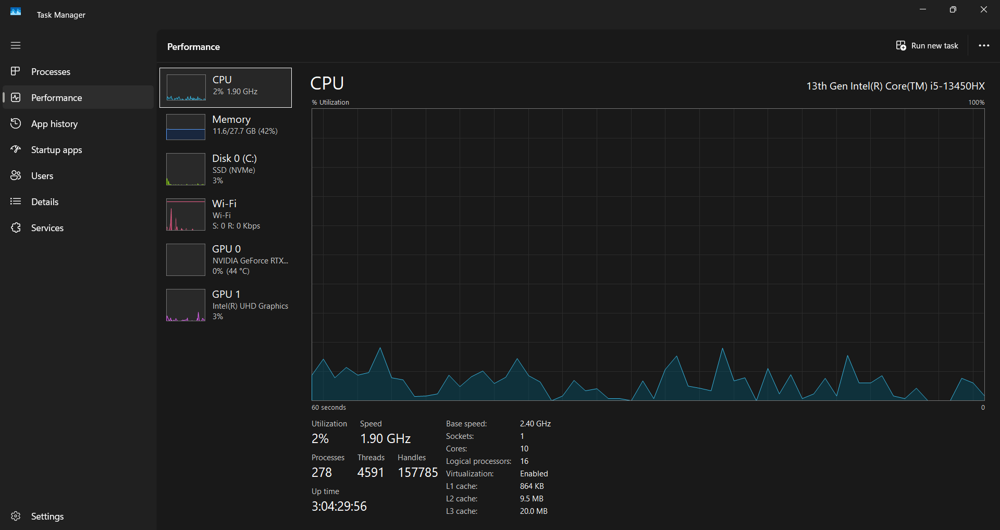 Task Manager
Processes
Performance
App history
Startup apps
Users
Details
Services
Settings
Performance
Run new task
CPU
2% 1.90 GHz
Memory
11.6/27.7 GB (42%)
Disk 0 (C:)
SSD (NVMe)
3%
Wi-Fi
Wi-Fi
S: 0 R: 0 Kbps
GPU 0
NVIDIA GeForce RTX...
0% (44 °C)
GPU 1
Intel(R) UHD Graphics
3%
CPU
13th Gen Intel(R) Core(TM) i5-13450HX
% Utilization
100%
60 seconds
0
Utilization Speed
2% 1.90 GHz
Processes Threads Handles
278 4591 157785
Up time
3:04:29:56
Base speed: 2.40 GHz
Sockets: 1
Cores: 10
Logical processors: 16
Virtualization: Enabled
L1 cache: 864 KB
L2 cache: 9.5 MB
L3 cache: 20.0 MB